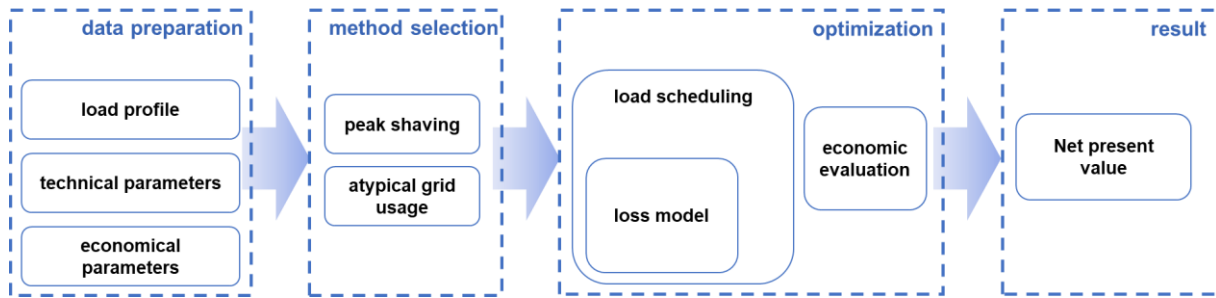 data preparation
load profile
technical parameters
economical
parameters
method selection
peak shaving
atypical grid
usage
optimization
load scheduling
loss model
economic
evaluation
result
Net present
value